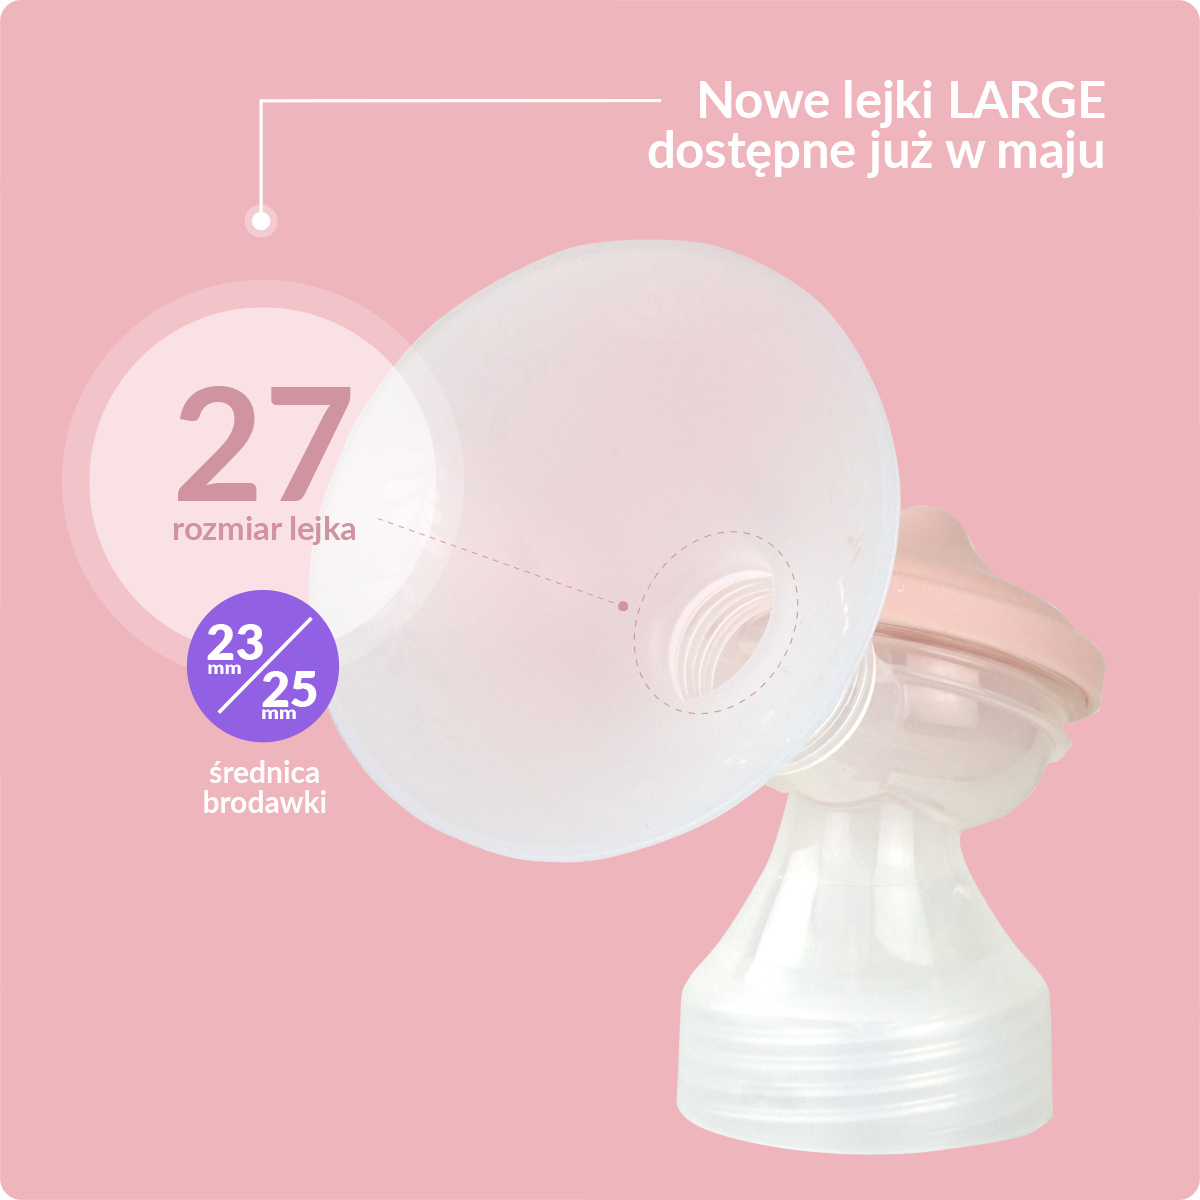 Nowe lejki LARGE
dostępne już w maju
27
rozmiar lejka
23
mm
25
mm
średnica
brodawki